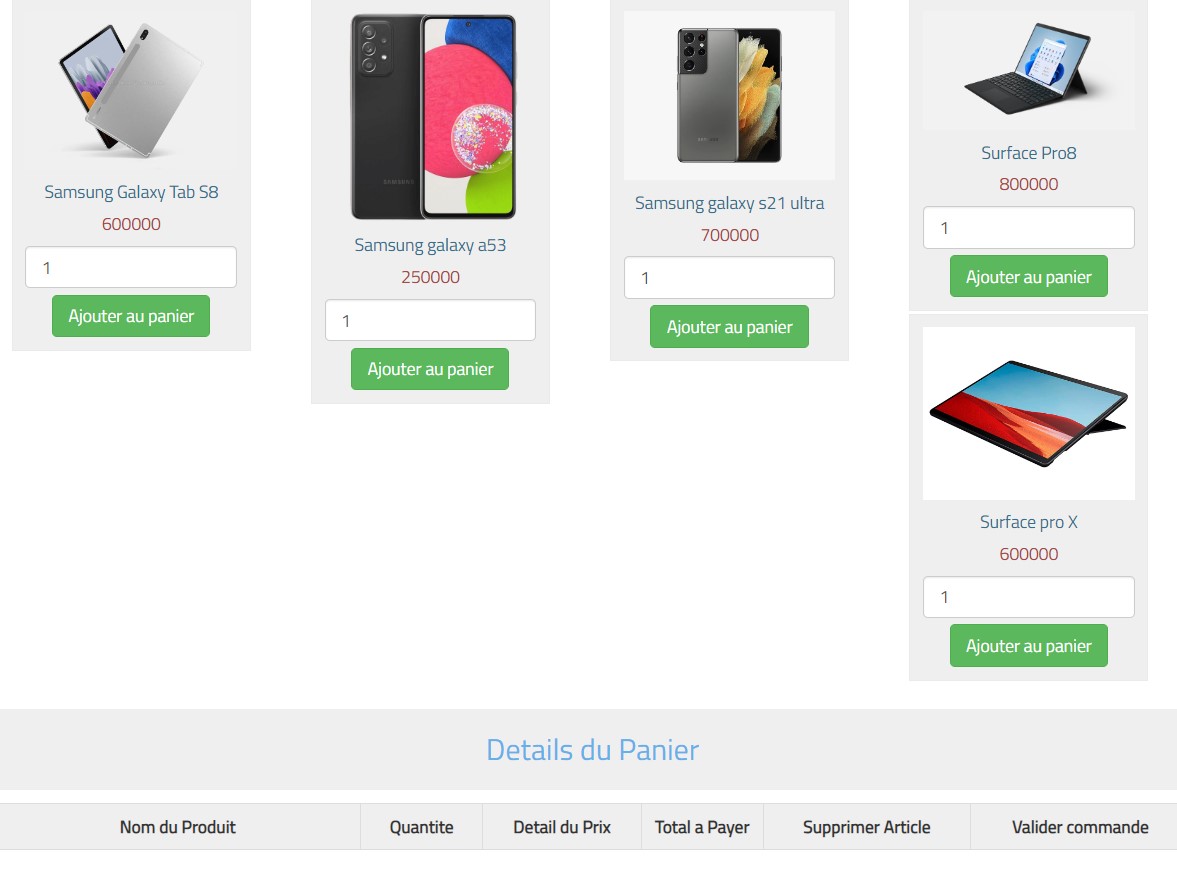 Samsung Galaxy Tab S8
600000
1
Ajouter au panier
SAMSUNG
Samsung galaxy a53
250000
1
Ajouter au panier
SAMSUNG
Samsung galaxy s21 ultra
700000
1
Ajouter au panier
Surface Pro8
800000
1
Ajouter au panier
Surface pro X
600000
1
Ajouter au panier
Details du Panier
Nom du Produit Quantite Detail du Prix Total a Payer Supprimer Article Valider commande